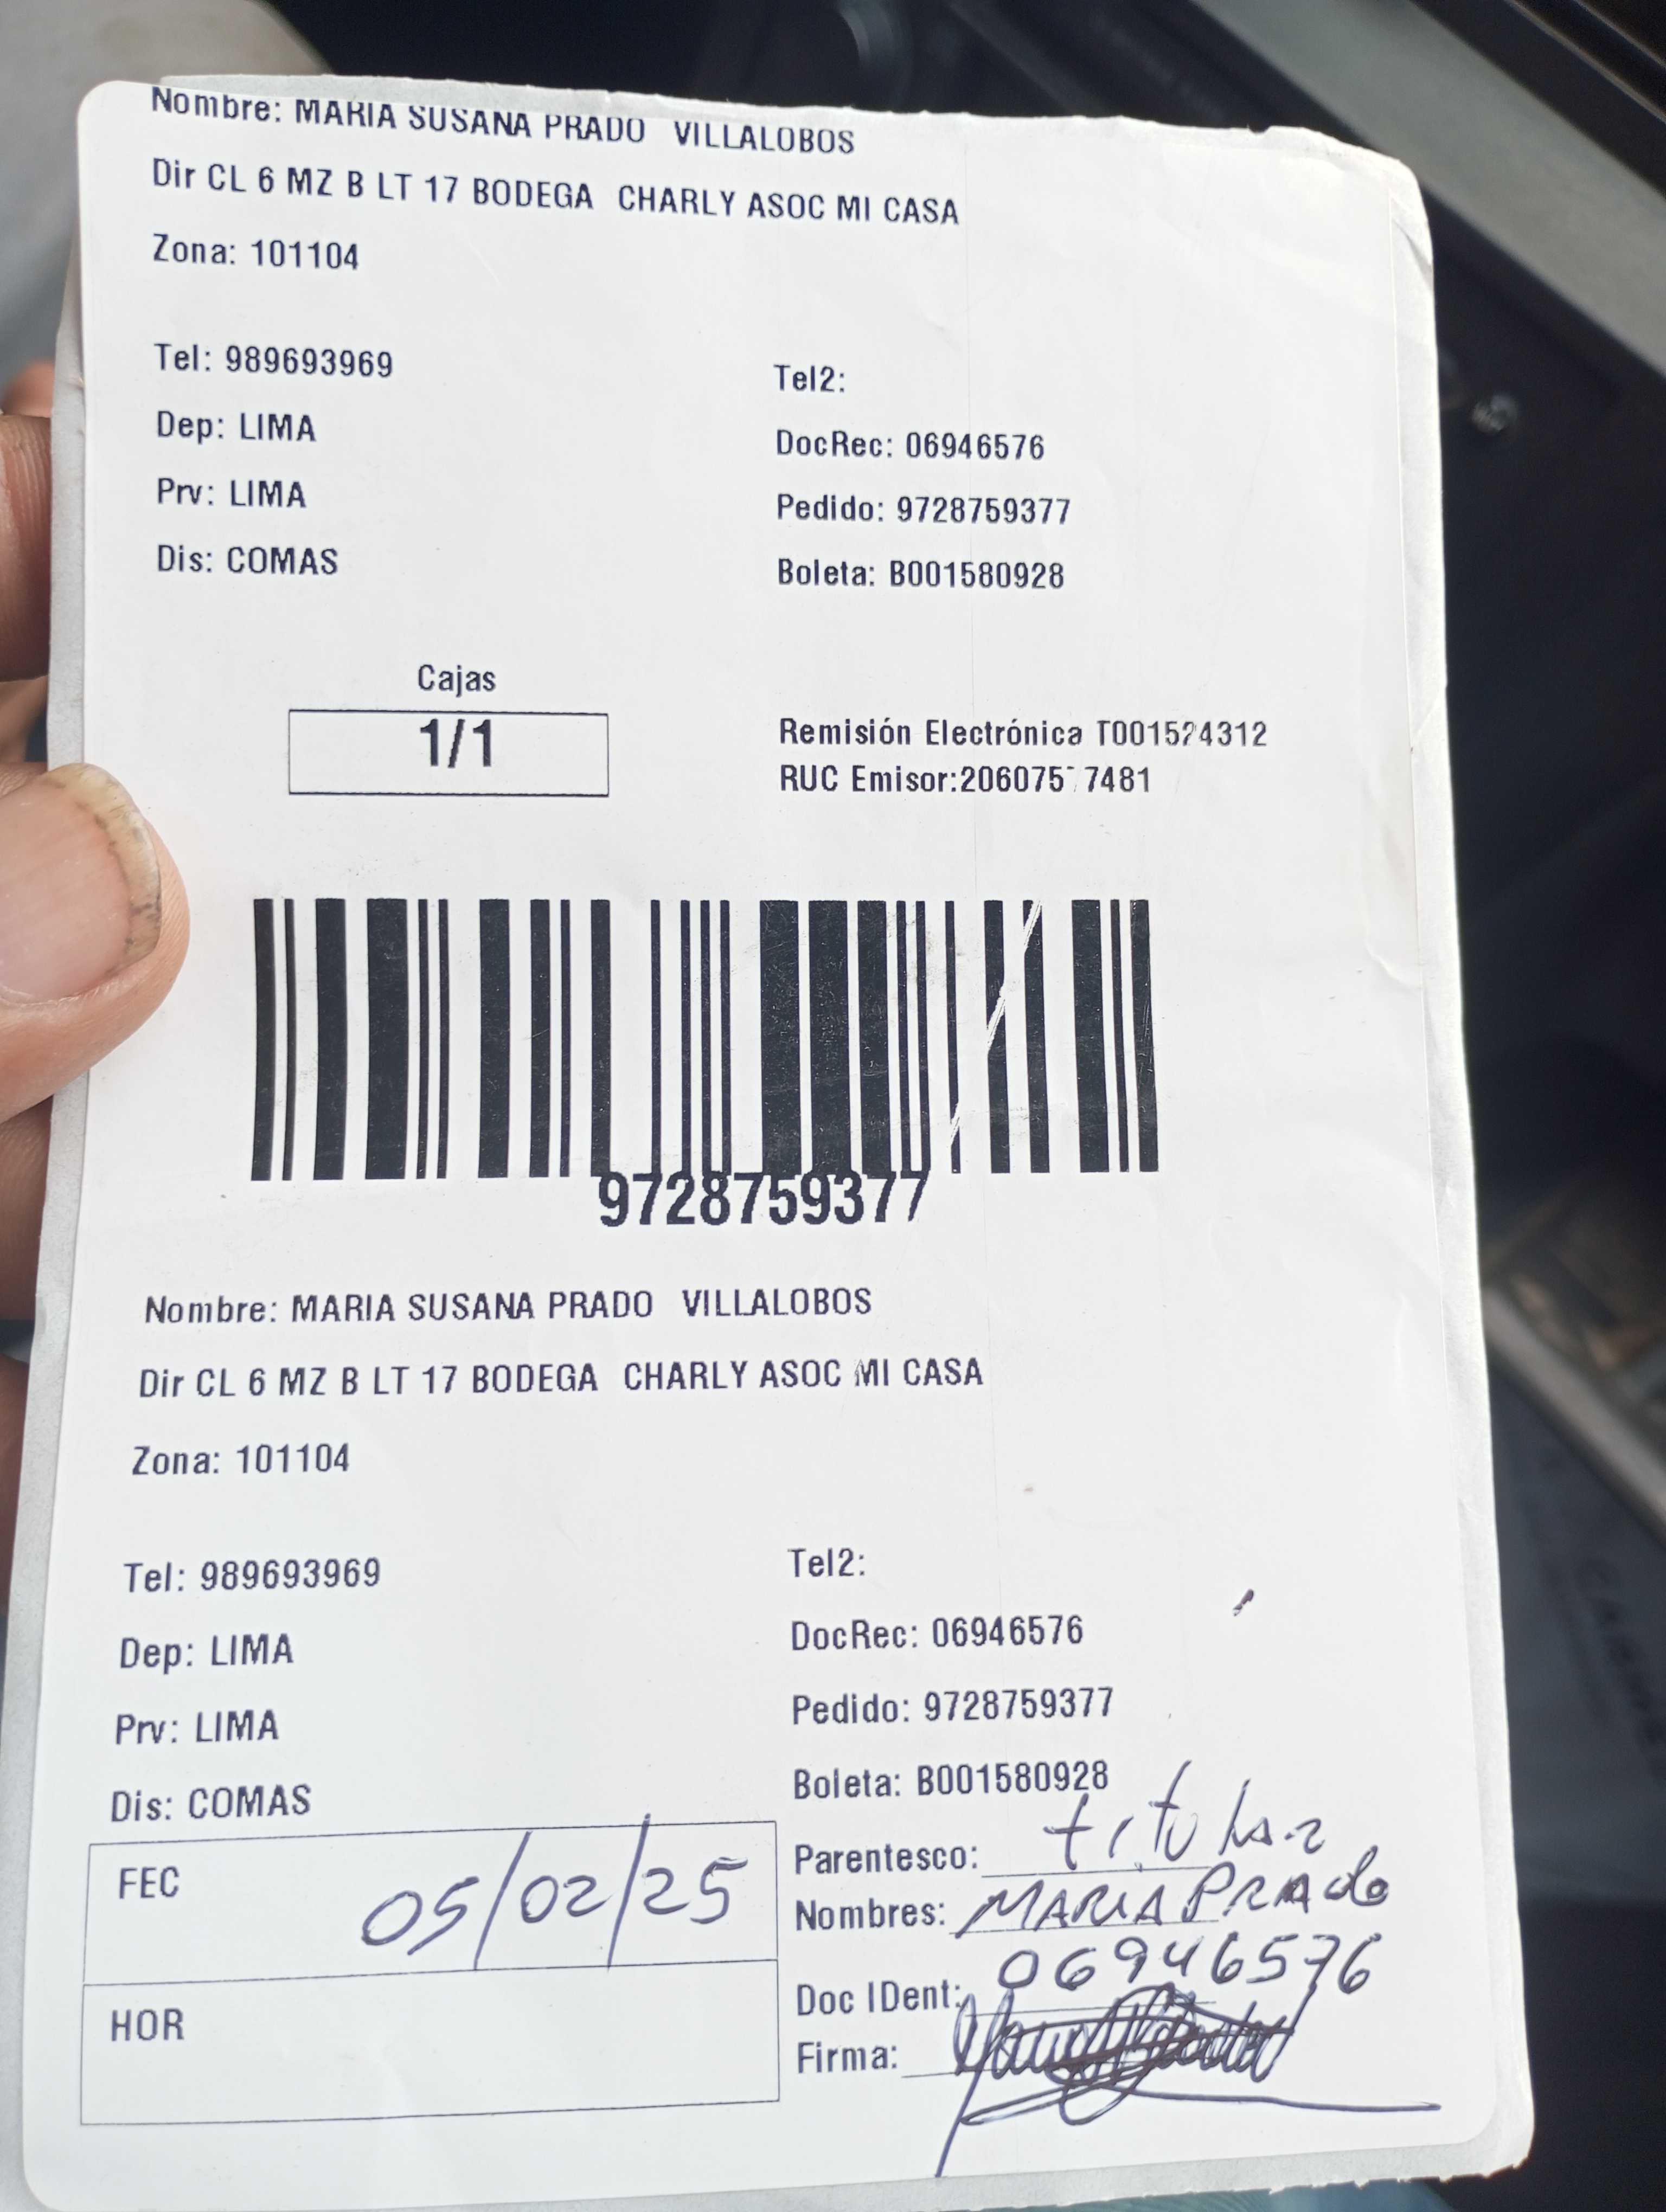 Nombre: MARIA SUSANA PRADO VILLALOBOS
Dir CL 6 MZ B LT 17 BODEGA CHARLY ASOC MI CASA
Zona: 101104
Tel: 989693969
Tel2:
Dep: LIMA
DocRec: 06946576
Prv: LIMA
Pedido: 9728759377
Dis: COMAS
Boleta: B001580928
Cajas
1/1
Remisión Electrónica T001524312
RUC Emisor:
9728759377
Nombre: MARIA SUSANA PRADO VILLALOBOS
Dir CL 6 MZ B LT 17 BODEGA CHARLY ASOC MI CASA
Zona: 101104
Tel: 989693969
Tel2:
Dep: LIMA
DocRec: 06946576
Prv: LIMA
Pedido: 9728759377
Dis: COMAS
Boleta: B001580928
FEC 05/02/25
HOR
Parentesco: titular
Nombres: MARIA PRAdo
Doc IDent: 06946576
Firma: